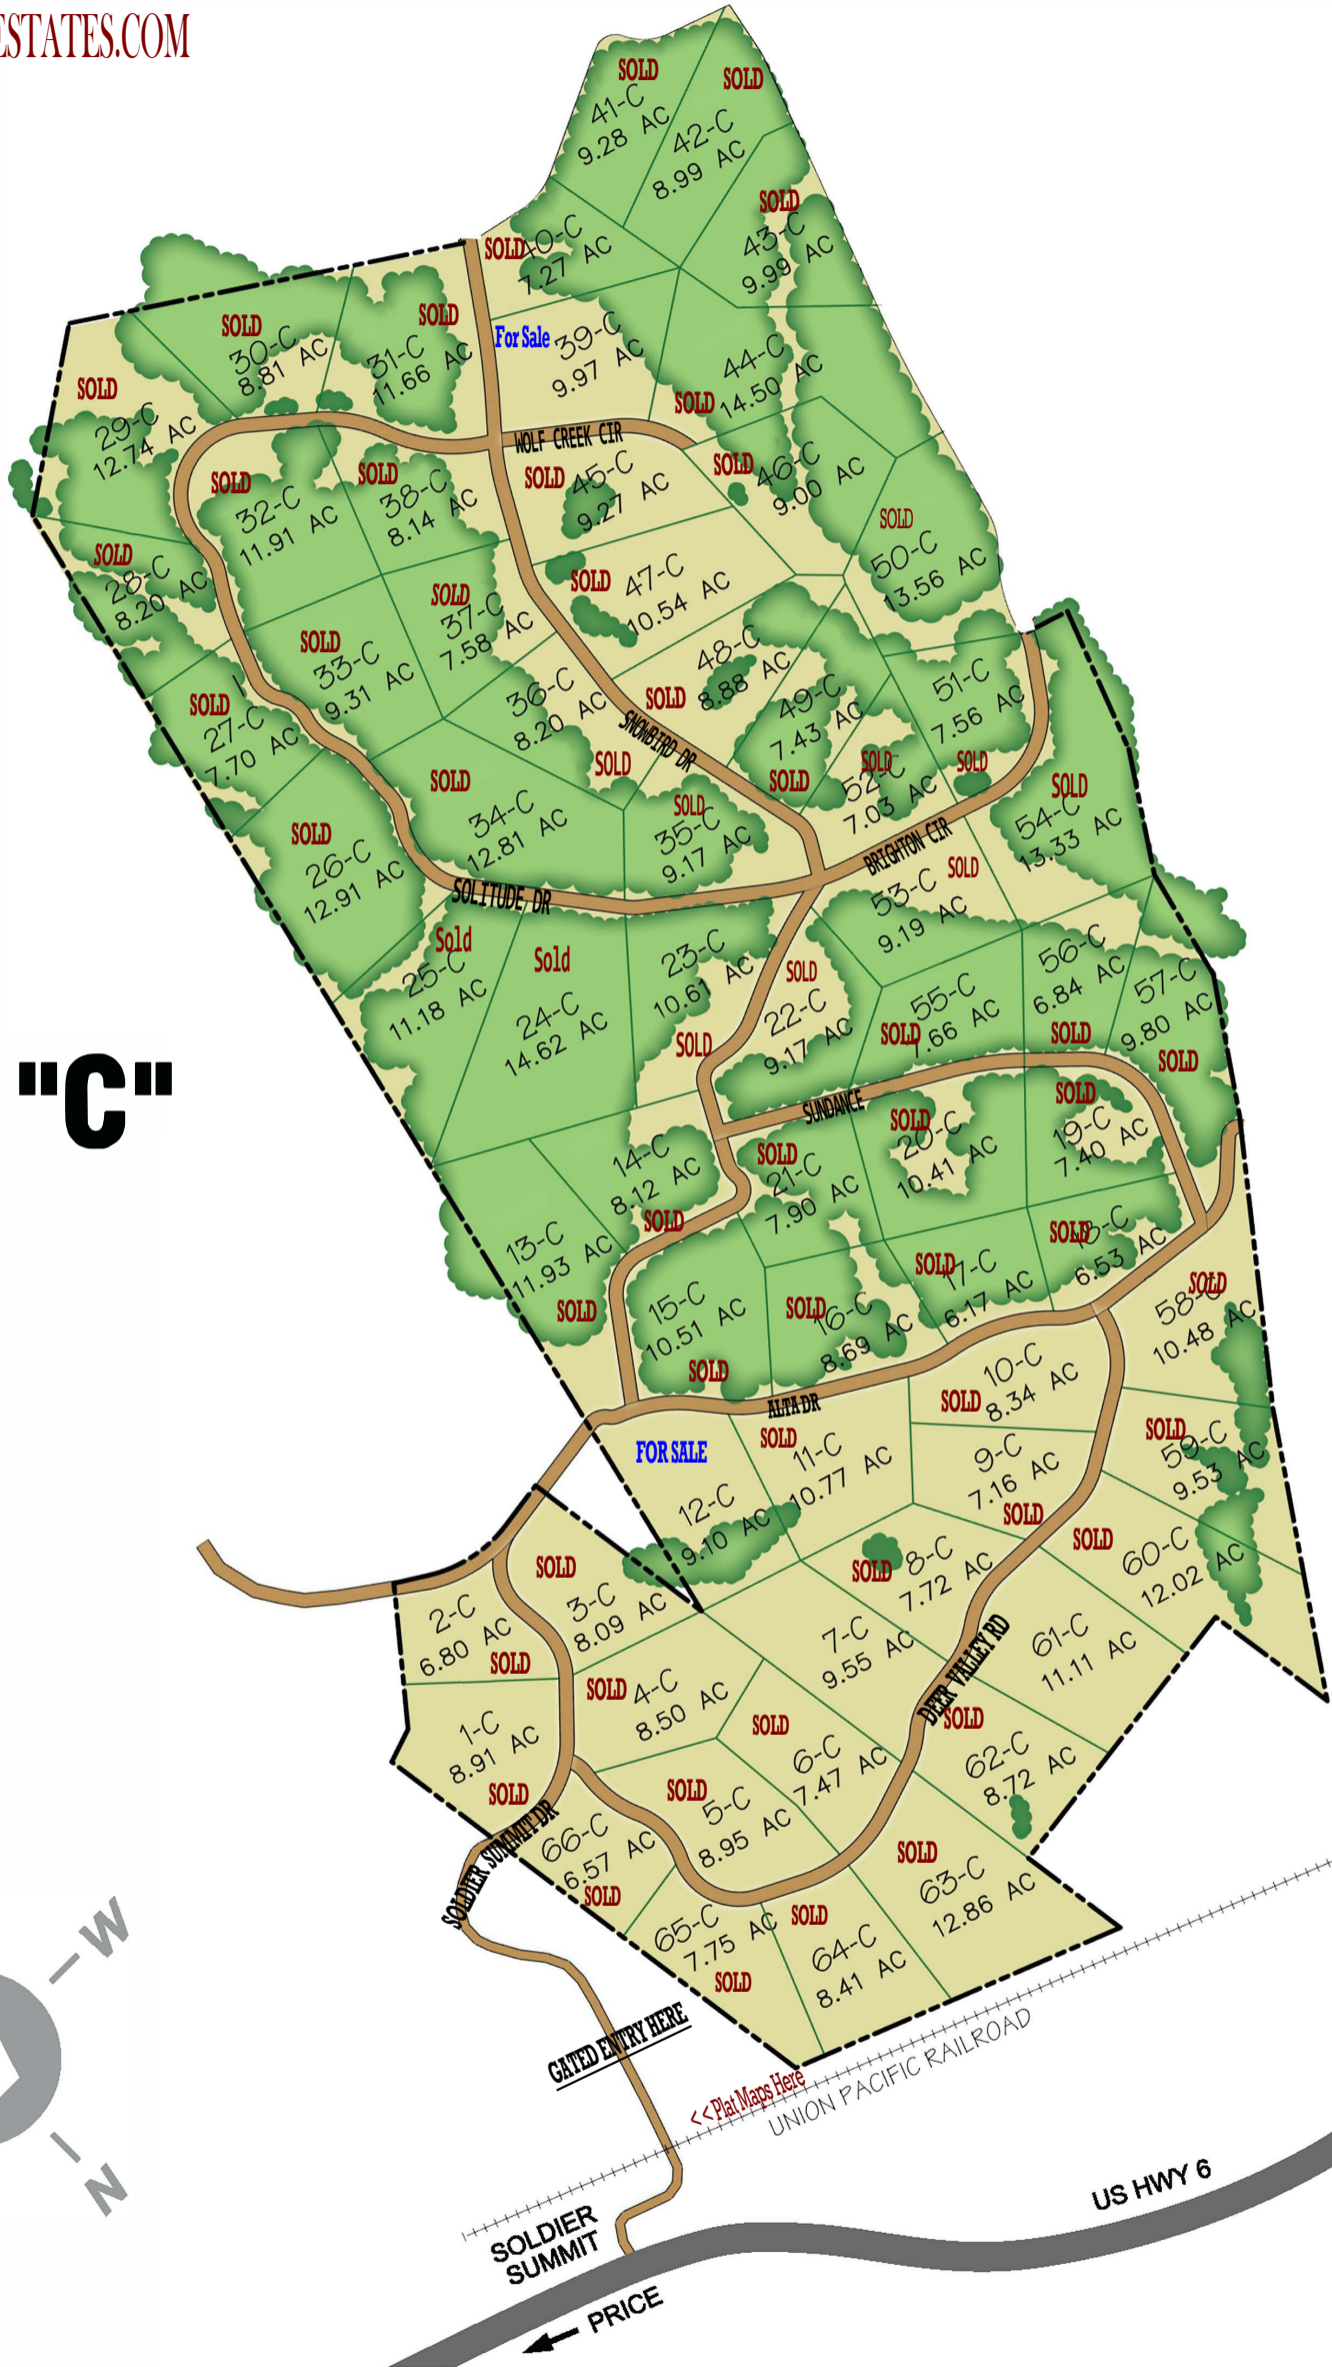 ESTATES.COM
SOLD
41-C
9.28 AC
SOLD
42-C
8.99 AC
SOLD
43-C
9.99 AC
SOLD
40-C
7.27 AC
For Sale
39-C
9.97 AC
SOLD
30-C
8.81 AC
SOLD
31-C
11.66 AC
SOLD
29-C
12.74 AC
44-C
14.50 AC
SOLD
WOLF CREEK CIR
SOLD
45-C
9.27 AC
SOLD
46-C
9.00 AC
SOLD
32-C
11.91 AC
SOLD
38-C
8.14 AC
SOLD
50-C
13.56 AC
SOLD
28-C
8.20 AC
SOLD
47-C
10.54 AC
SOLD
37-C
7.58 AC
SOLD
33-C
9.31 AC
48-C
8.88 AC
SOLD
SOLD
27-C
7.70 AC
36-C
8.20 AC
SOLD
SNOWBIRD DR
49-C
7.43 AC
SOLD
51-C
7.56 AC
SOLD
SOLD
52-C
7.03 AC
SOLD
34-C
12.81 AC
SOLD
35-C
9.17 AC
SOLD
54-C
13.33 AC
SOLD
26-C
12.91 AC
BRIGHTON CIR
SOLD
53-C
9.19 AC
SOLITUDE DR
Sold
25-C
11.18 AC
Sold
24-C
14.62 AC
23-C
10.61 AC
SOLD
SOLD
22-C
9.17 AC
55-C
7.66 AC
SOLD
56-C
6.84 AC
SOLD
57-C
9.80 AC
SOLD
"C"
SUNDANCE
SOLD
20-C
10.41 AC
SOLD
19-C
7.40 AC
14-C
8.12 AC
SOLD
SOLD
21-C
7.90 AC
13-C
11.93 AC
SOLD
SOLD
17-C
6.17 AC
SOLD
18-C
6.53 AC
15-C
10.51 AC
SOLD
SOLD
16-C
8.69 AC
SOLD
58-C
10.48 AC
ALTA DR
10-C
8.34 AC
SOLD
FOR SALE
12-C
9.10 AC
SOLD
11-C
10.77 AC
9-C
7.16 AC
SOLD
SOLD
59-C
9.53 AC
SOLD
60-C
12.02 AC
SOLD
8-C
7.72 AC
SOLD
3-C
8.09 AC
2-C
6.80 AC
SOLD
7-C
9.55 AC
61-C
11.11 AC
DEER VALLEY RD
SOLD
4-C
8.50 AC
SOLD
62-C
8.72 AC
1-C
8.91 AC
SOLD
SOLD
6-C
7.47 AC
SOLD
5-C
8.95 AC
SOLDIER SUMMIT DR
66-C
6.57 AC
SOLD
SOLD
63-C
12.86 AC
65-C
7.75 AC
SOLD
SOLD
64-C
8.41 AC
W
N
GATED ENTRY HERE
<<Plat Maps Here
UNION PACIFIC RAILROAD
US HWY 6
SOLDIER
SUMMIT
PRICE